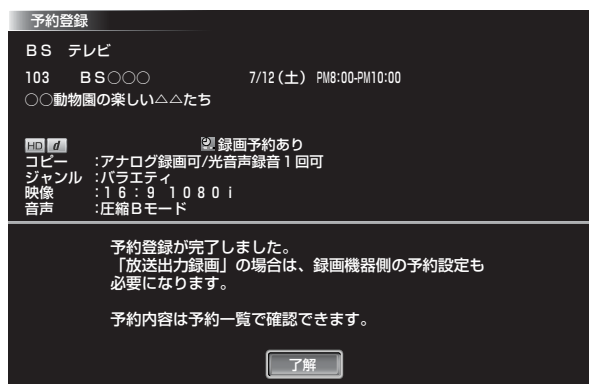 予約登録
BS テレビ
103 BS○○○ 7/12(土) PM8:00-PM10:00
○○動物園の楽しい△△たち
HD d 録画予約あり
コピー :アナログ録画可/光音声録音1回可
ジャンル :バラエティ
映像 :16:9 1080i
音声 :圧縮Bモード
予約登録が完了しました。
「放送出力録画」の場合は、録画機器側の予約設定も
必要になります。
予約内容は予約一覧で確認できます。
了解